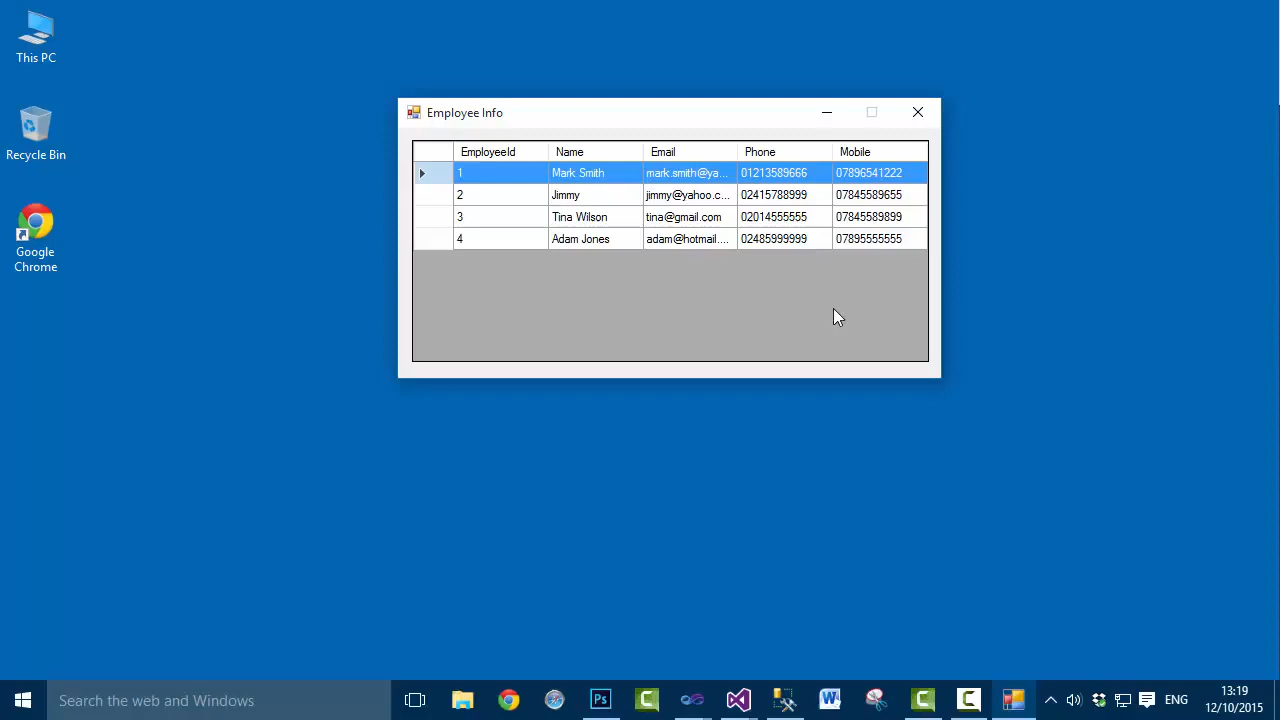 This PC
Recycle Bin
Google
Chrome
Employee Info
EmployeeId Name Email Phone Mobile
1 Mark Smith mark.smith@ya... 01213589666 07896541222
2 Jimmy jimmy@yahoo.c... 02415788999 07845589655
3 Tina Wilson tina@gmail.com 02014555555 07845589899
4 Adam Jones adam@hotmail.... 02485999999 07895555555
Search the web and Windows
Ps
ENG
13:19
12/10/2015